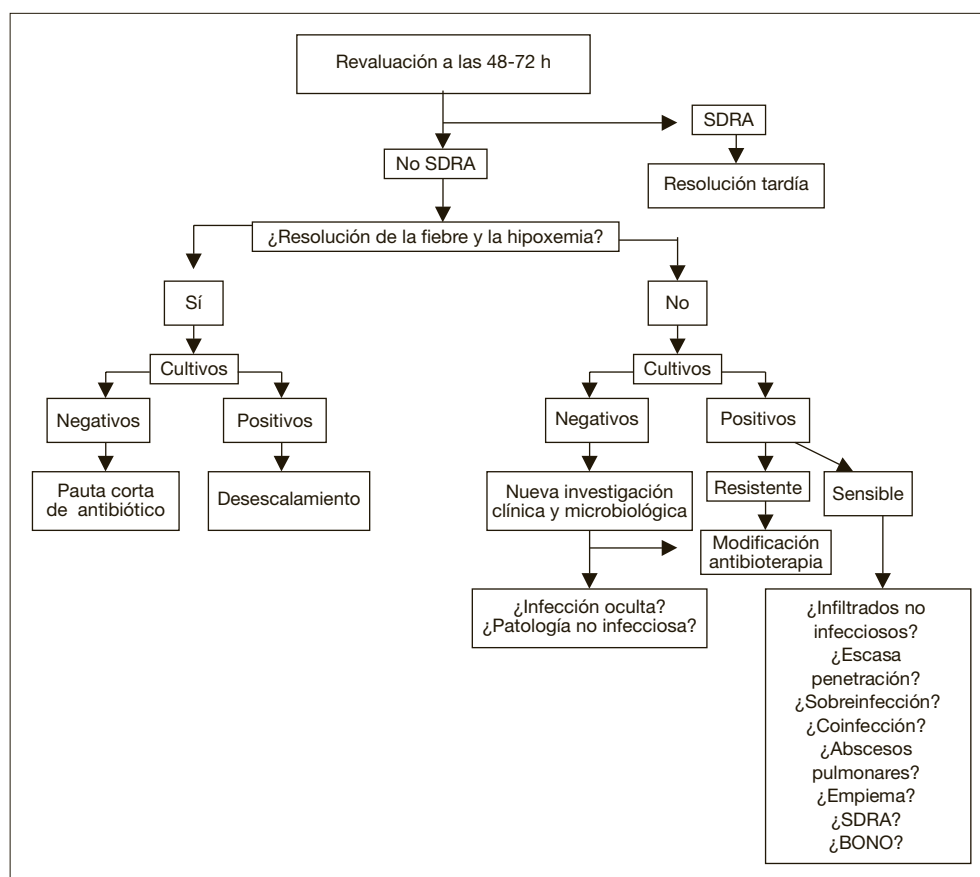 Revaluación a las 48-72 h
SDRA
No SDRA
Resolución tardía
¿Resolución de la fiebre y la hipoxemia?
Sí
No
Cultivos
Cultivos
Negativos
Positivos
Negativos
Positivos
Pauta corta
de antibiótico
Desescalamiento
Nueva investigación
clínica y microbiológica
Resistente
Sensible
Modificación
antibioterapia
¿Infección oculta?
¿Patología no infecciosa?
¿Infiltrados no
infecciosos?
¿Escasa
penetración?
¿Sobreinfección?
¿Coinfección?
¿Abscesos
pulmonares?
¿Empiema?
¿SDRA?
¿BONO?